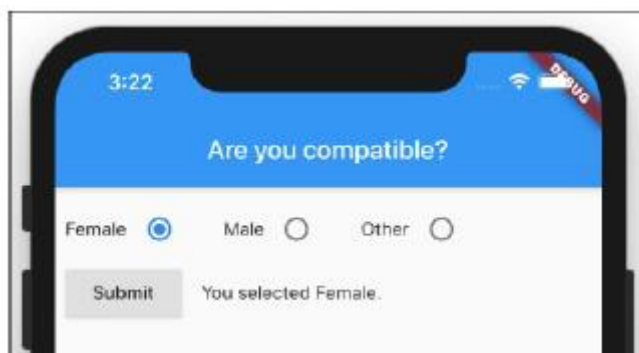 3:22
DEBUG
Are you compatible?
Female Male Other
Submit You selected Female.